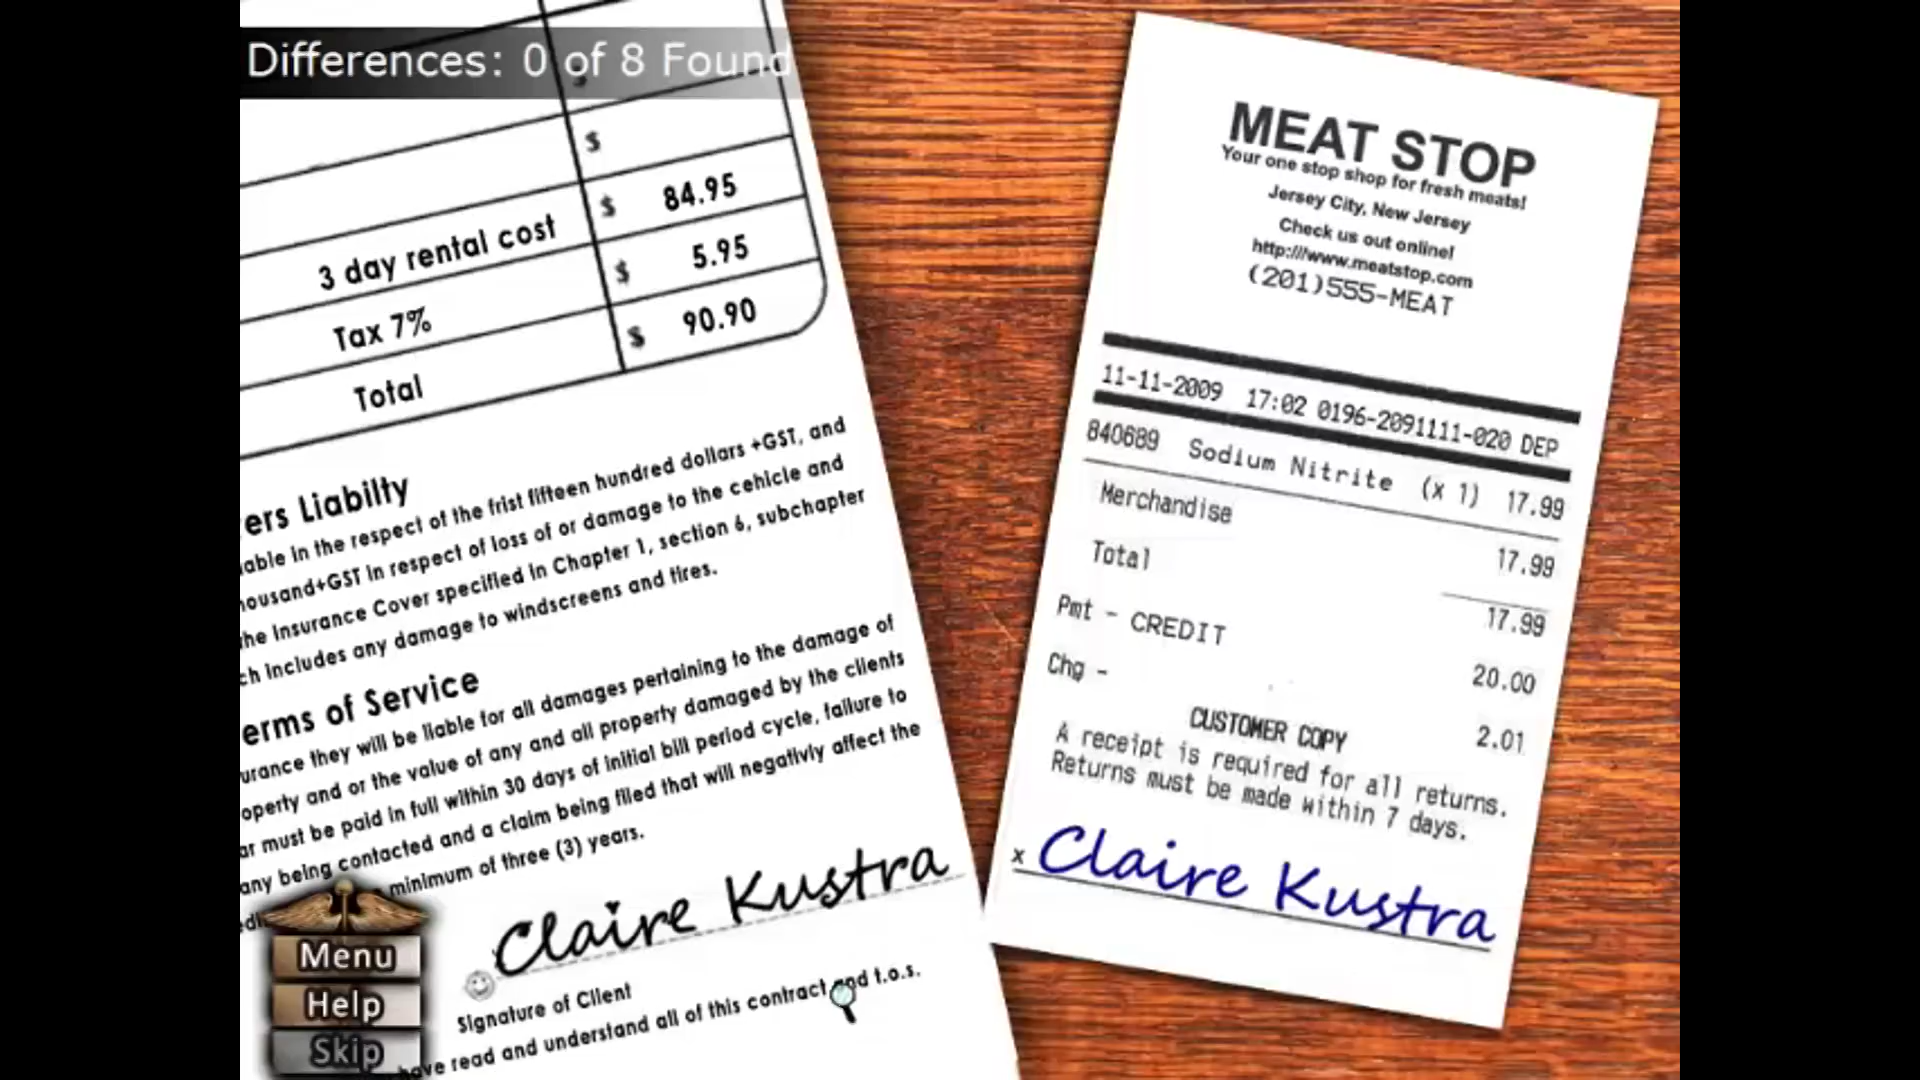 Differences: 0 of 8 Found
$
$
3 day rental cost $ 84.95
Tax 7% $ 5.95
Total $ 90.90
ers Liabilty
able in the respect of the frist fifteen hundred dollars +GST, and
housand+GST in respect of loss of or damage to the cehicle and
he Insurance Cover specified in Chapter 1, section 6, subchapter
ch includes any damage to windscreens and tires.
erms of Service
urance they will be liable for all damages pertaining to the damage of
operty and or the value of any and all property damaged by the clients
ar must be paid in full within 30 days of initial bill period cycle, failure to
any being contacted and a claim being filed that will negativly affect the
edi minimum of three (3) years.
Claire Kustra
Signature of Client
have read and understand all of this contract and t.o.s.
Menu
Help
Skip
MEAT STOP
Your one stop shop for fresh meats!
Jersey City, New Jersey
Check us out online!
http:///www.meatstop.com
(201)555-MEAT
11-11-2009 17:02 0196-2091111-020 DEP
840689 Sodium Nitrite (x 1) 17.99
Merchandise 17.99
Total 17.99
Pmt - CREDIT 20.00
Chg - 2.01
CUSTOMER COPY
A receipt is required for all returns.
Returns must be made within 7 days.
x Claire Kustra